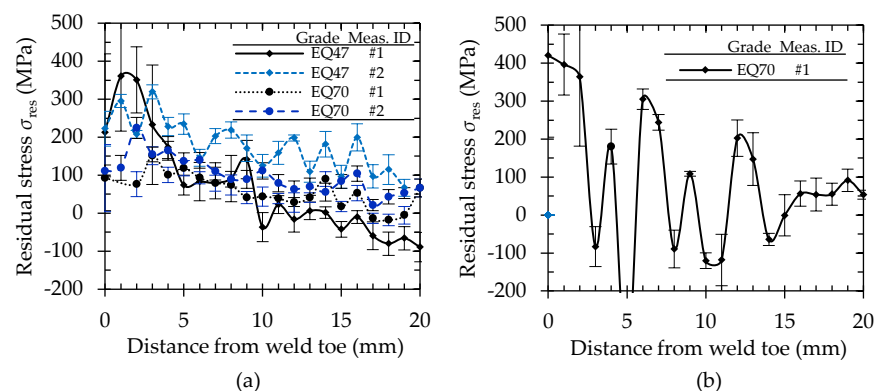 Grade Meas. ID
EQ47 #1
EQ47 #2
EQ70 #1
EQ70 #2
500
400
300
200
100
0
-100
-200
0 5 10 15 20
Residual stress σres (MPa)
Distance from weld toe (mm)
(a)
Grade Meas. ID
EQ70 #1
500
400
300
200
100
0
-100
200
0 5 10 15 20
Residual stress σres (MPa)
Distance from weld toe (mm)
(b)